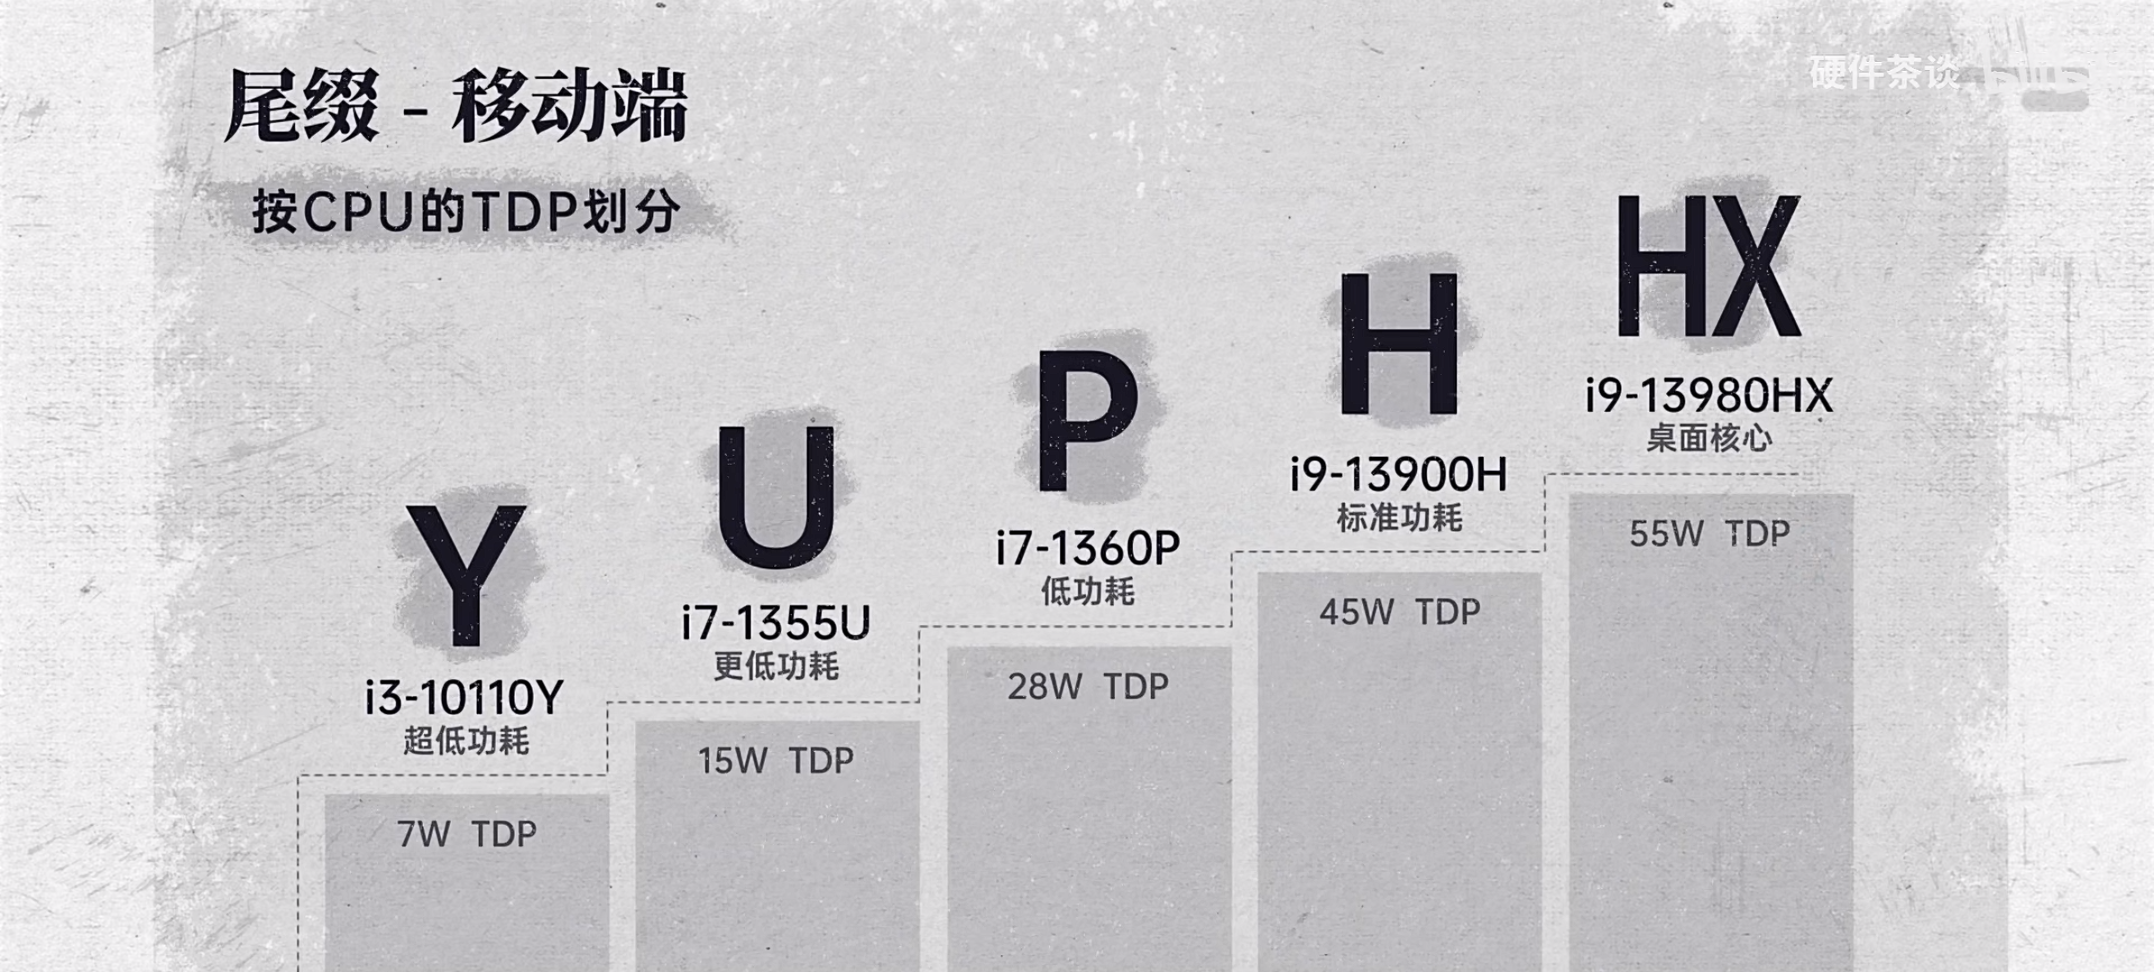 尾缀 - 移动端
按CPU的TDP划分
硬件茶谈
Y
i3-10110Y
超低功耗
7W TDP
U
i7-1355U
更低功耗
15W TDP
P
i7-1360P
低功耗
28W TDP
H
i9-13900H
标准功耗
45W TDP
HX
i9-13980HX
桌面核心
55W TDP